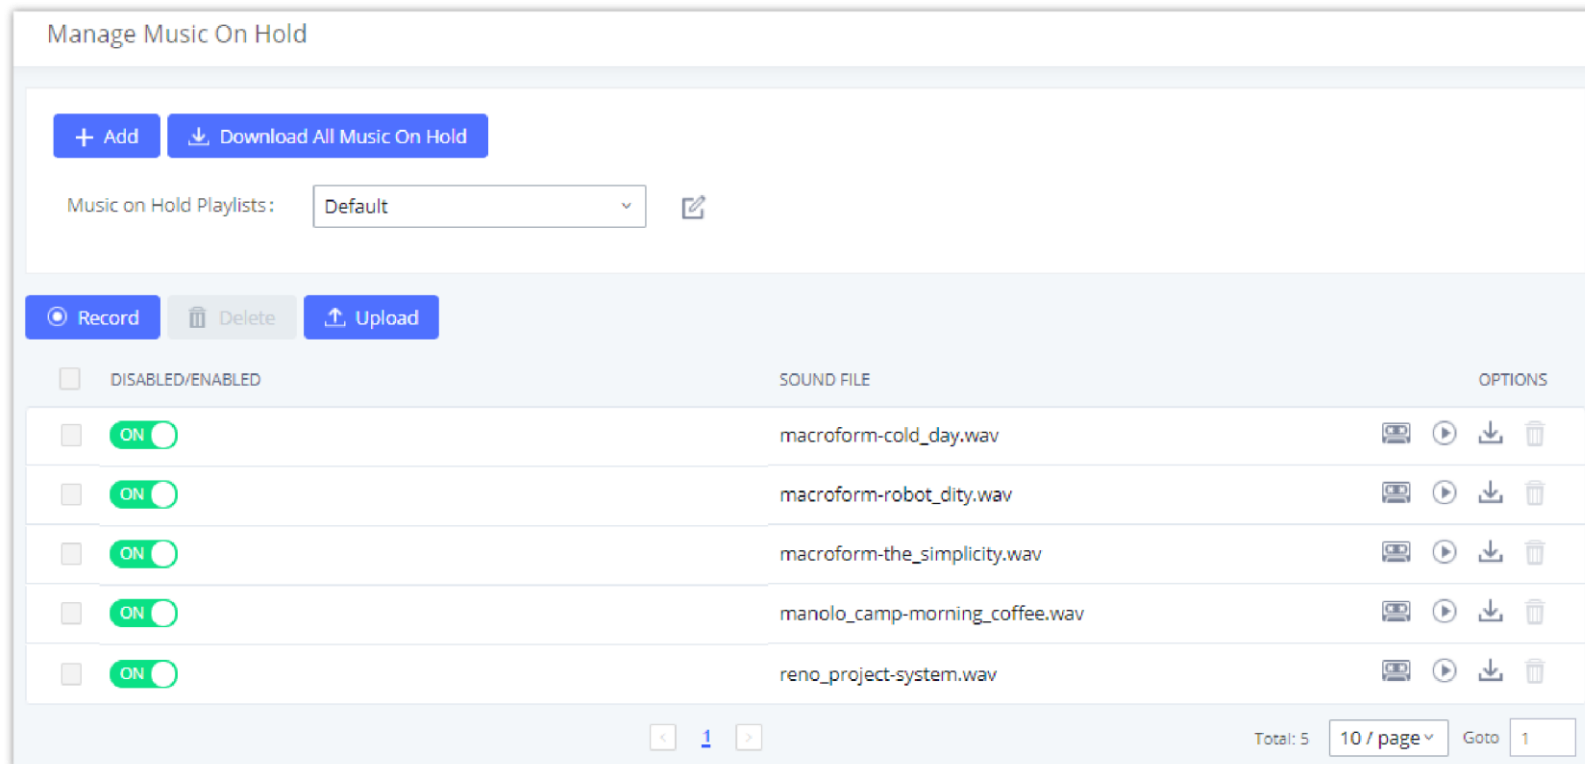 Manage Music On Hold
+ Add Download All Music On Hold
Music on Hold Playlists: Default
Record Delete Upload
DISABLED/ENABLED SOUND FILE OPTIONS
ON macroform-cold_day.wav
ON macroform-robot_dity.wav
ON macroform-the_simplicity.wav
ON manolo_camp-morning_coffee.wav
ON reno_project-system.wav
< 1 > Total: 5 10 / page Goto 1